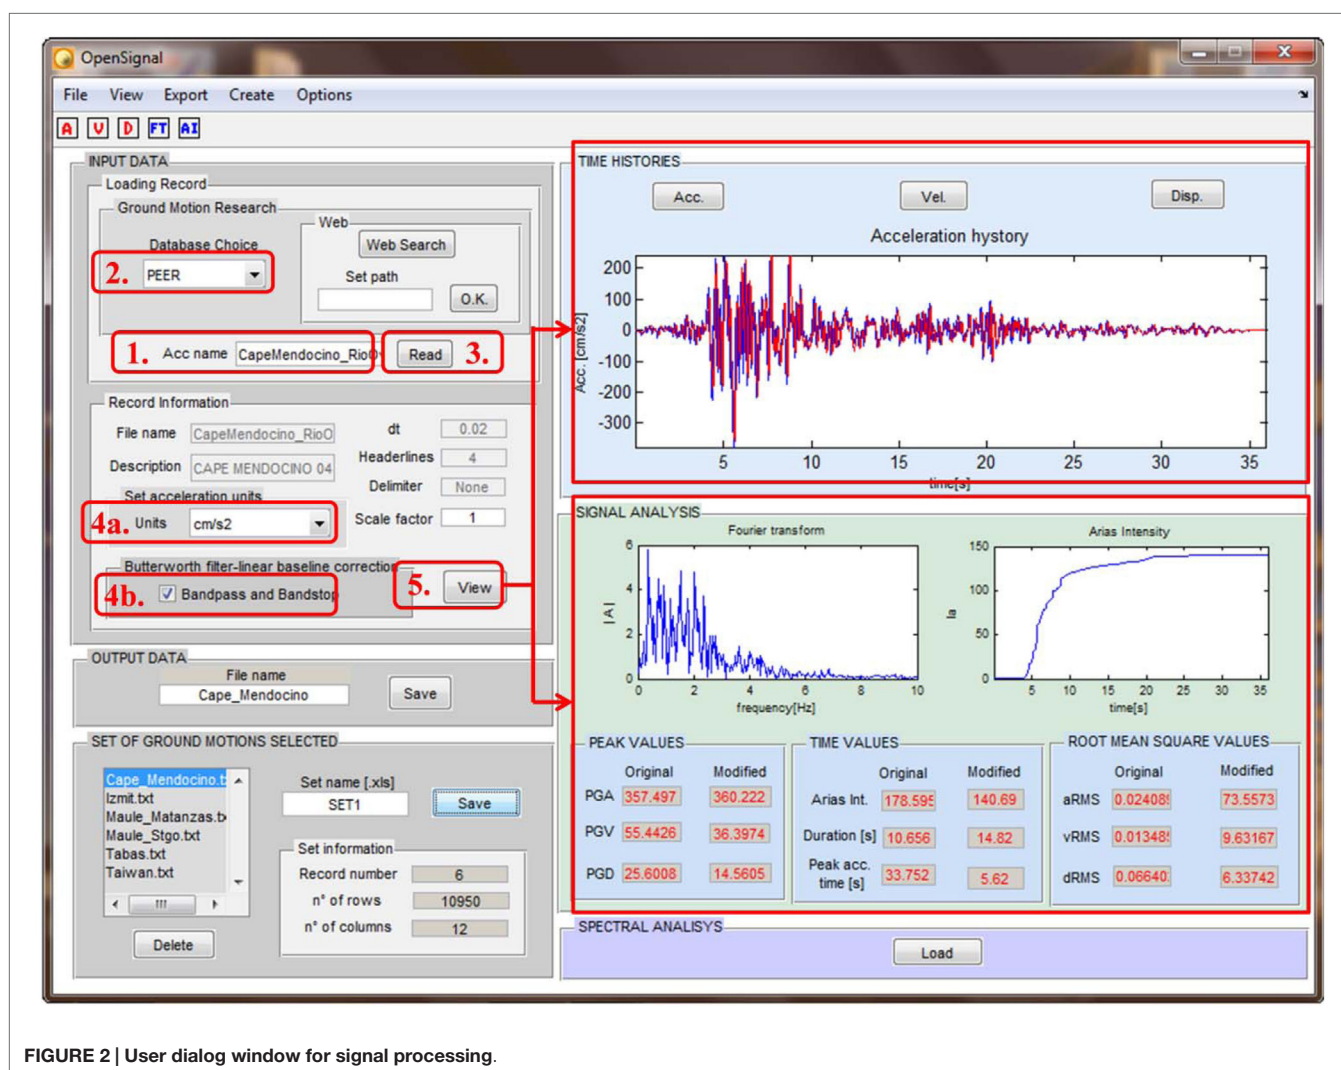 OpenSignal
File View Export Create Options
A V D FT AI
INPUT DATA
Loading Record
Ground Motion Research
Database Choice
2. PEER
Web
Web Search
Set path
O.K.
1. Acc name CapeMendocino_RioO
Read 3.
Record Information
File name CapeMendocino_RioO
Description CAPE MENDOCINO 04
dt 0.02
Headerlines 4
Delimiter None
Scale factor 1
Set acceleration units
4a. Units cm/s2
Butterworth filter-linear baseline correction
4b. Bandpass and Bandstop
5. View
OUTPUT DATA
File name
Cape_Mendocino
Save
SET OF GROUND MOTIONS SELECTED
Cape_Mendocino.t
Izmit.txt
Maule_Matanzas.tx
Maule_Stgo.txt
Tabas.txt
Taiwan.txt
Delete
Set name [.xls]
SET1
Save
Set information
Record number 6
n° of rows 10950
n° of columns 12
TIME HISTORIES
Acc. Vel. Disp.
Acceleration hystory
Acc. [cm/s2]
200
100
0
-100
-200
-300
5 10 15 20 25 30 35
time[s]
SIGNAL ANALYSIS
Fourier transform
|A|
6
4
2
0
0 2 4 6 8 10
frequency[Hz]
Arias Intensity
Ia
150
100
50
0
5 10 15 20 25 30 35
time[s]
PEAK VALUES
Original Modified
PGA 357.497 360.222
PGV 55.4426 36.3974
PGD 25.6008 14.5605
TIME VALUES
Original Modified
Arias Int. 178.595 140.69
Duration [s] 10.656 14.82
Peak acc.
time [s] 33.752 5.62
ROOT MEAN SQUARE VALUES
Original Modified
aRMS 0.02408 73.5573
vRMS 0.01348 9.63167
dRMS 0.06640 6.33742
SPECTRAL ANALISYS
Load
FIGURE 2 | User dialog window for signal processing.